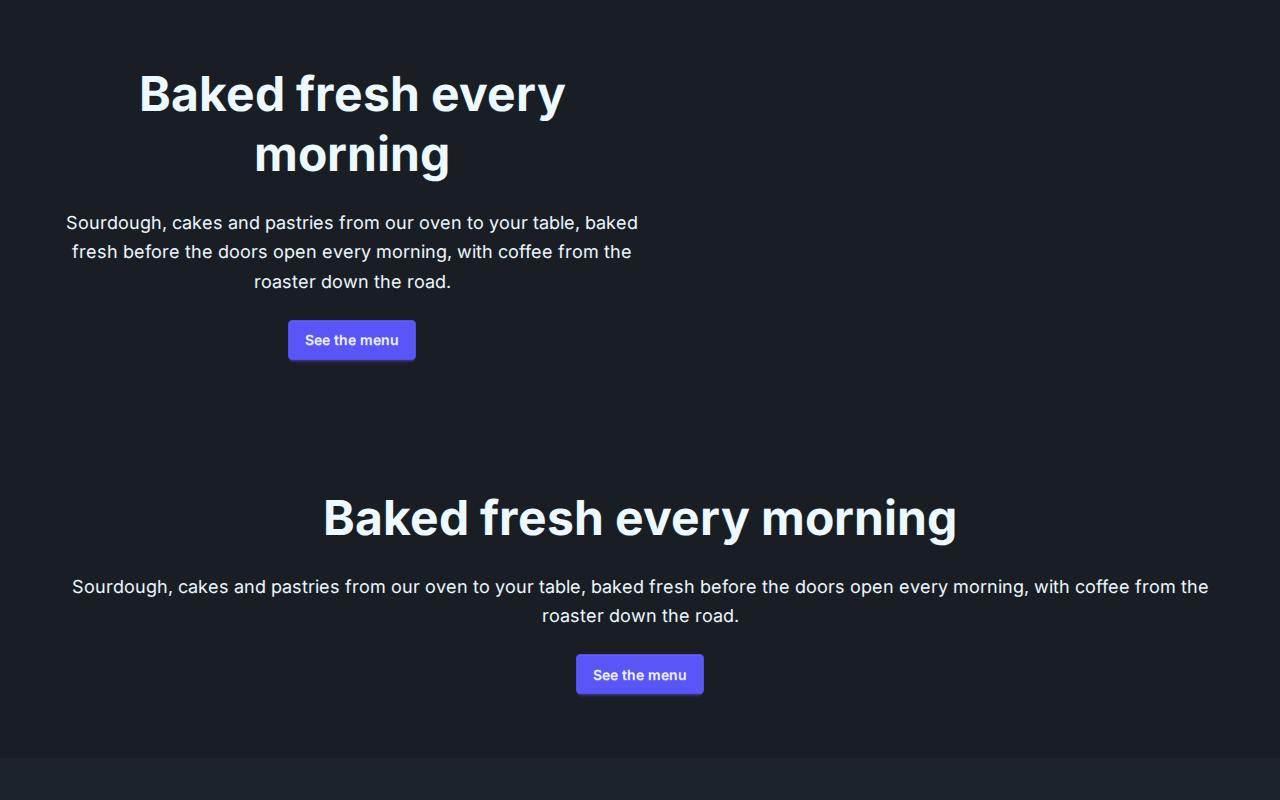 Baked fresh every
morning
Sourdough, cakes and pastries from our oven to your table, baked
fresh before the doors open every morning, with coffee from the
roaster down the road.
See the menu
Baked fresh every morning
Sourdough, cakes and pastries from our oven to your table, baked fresh before the doors open every morning, with coffee from the
roaster down the road.
See the menu